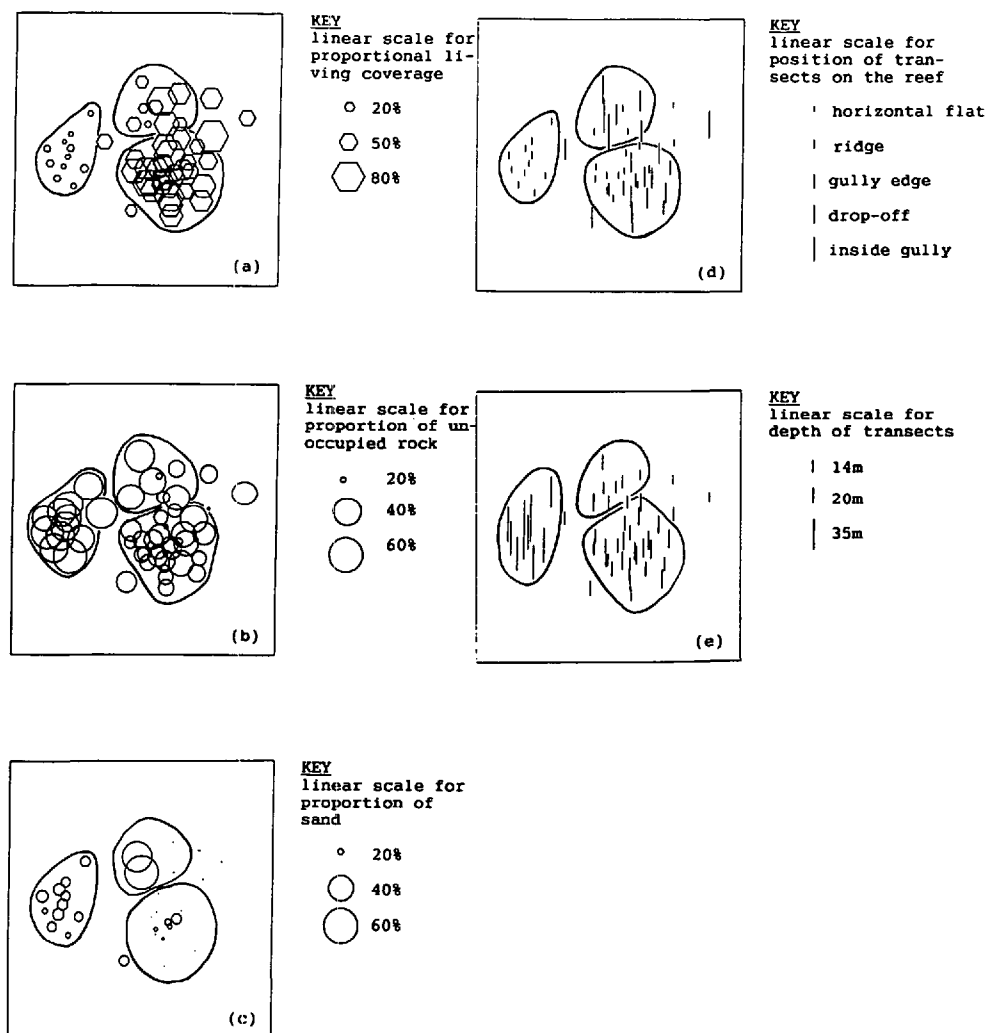 KEY
linear scale for
proportional li-
ving coverage
20%
50%
80%
(a)
KEY
linear scale for
position of tran-
sects on the reef
horizontal flat
ridge
gully edge
drop-off
inside gully
(d)
KEY
linear scale for
proportion of un-
occupied rock
20%
40%
60%
(b)
KEY
linear scale for
depth of transects
14m
20m
35m
(e)
KEY
linear scale for
proportion of
sand
20%
40%
60%
(c)